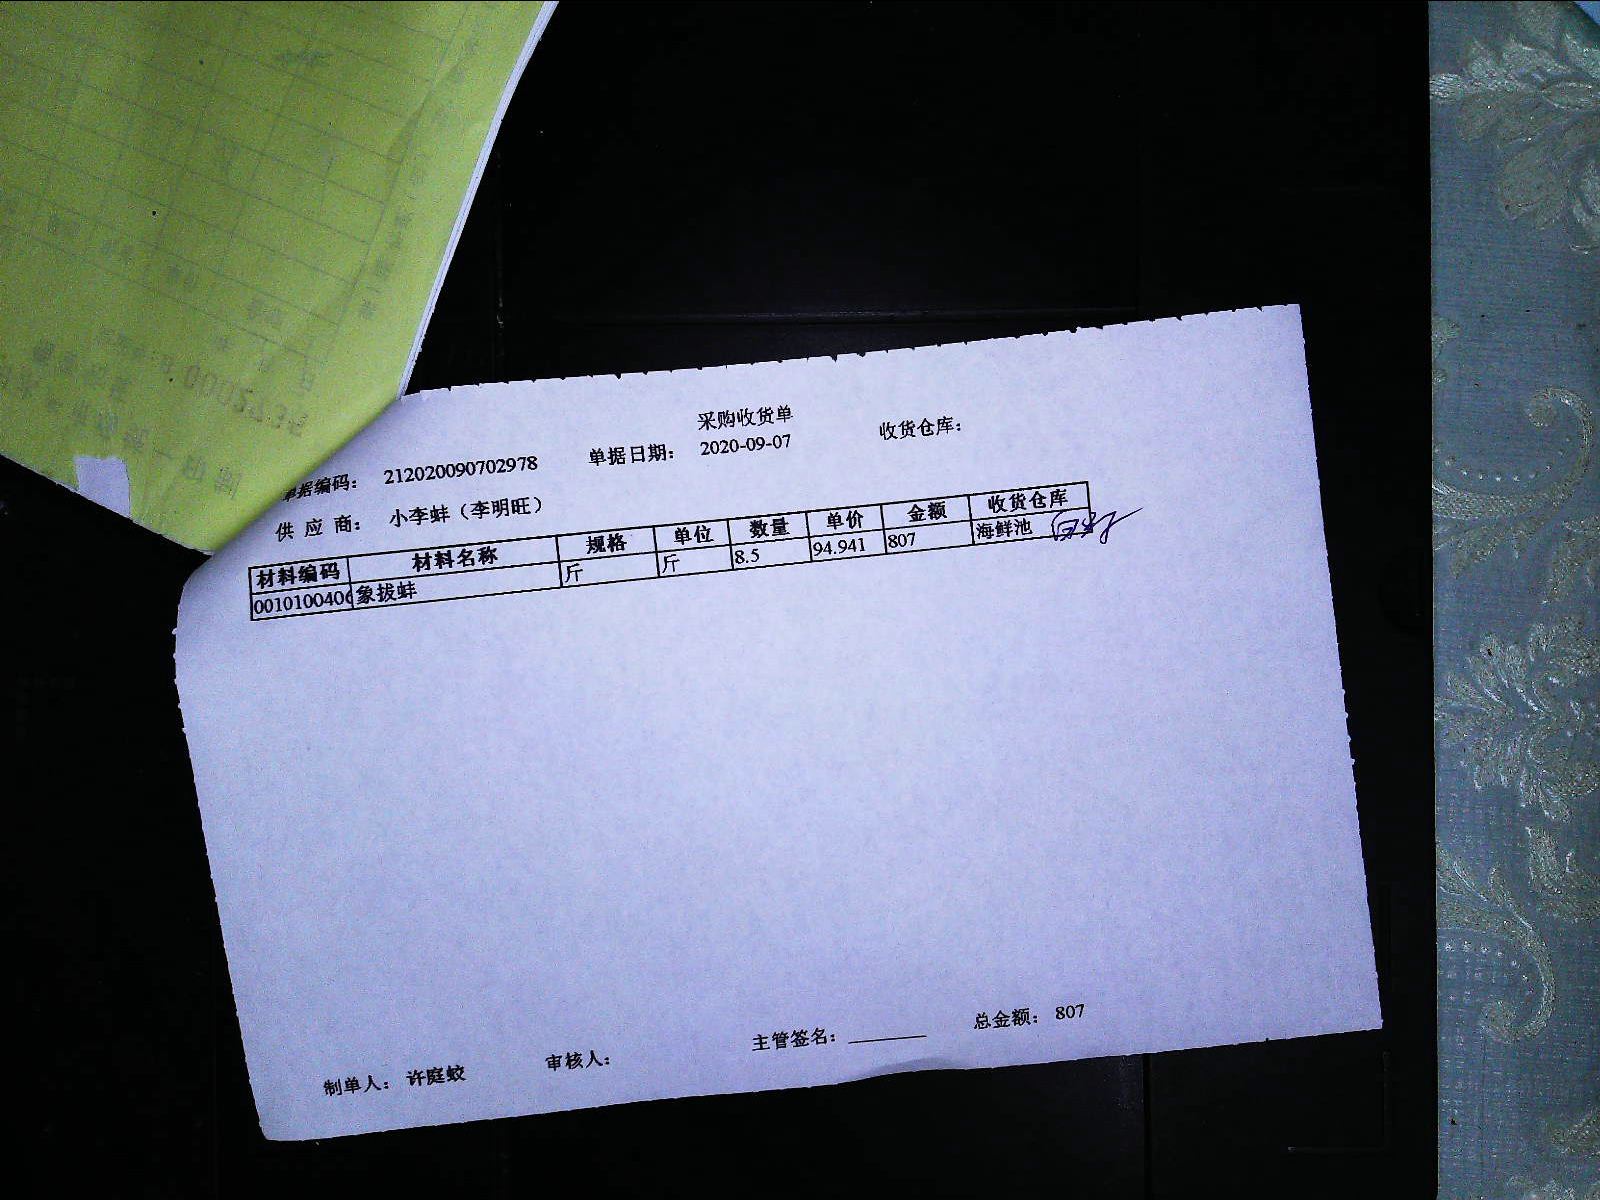 采购收货单
单据编码： 212020090702978 单据日期： 2020-09-07 收货仓库：
供 应 商： 小李蚌（李明旺）
材料编码 材料名称 规格 单位 数量 单价 金额 收货仓库
0010100406 象拔蚌 斤 斤 8.5 94.941 807 海鲜池
制单人： 许庭蛟 审核人： 主管签名： ________ 总金额： 807